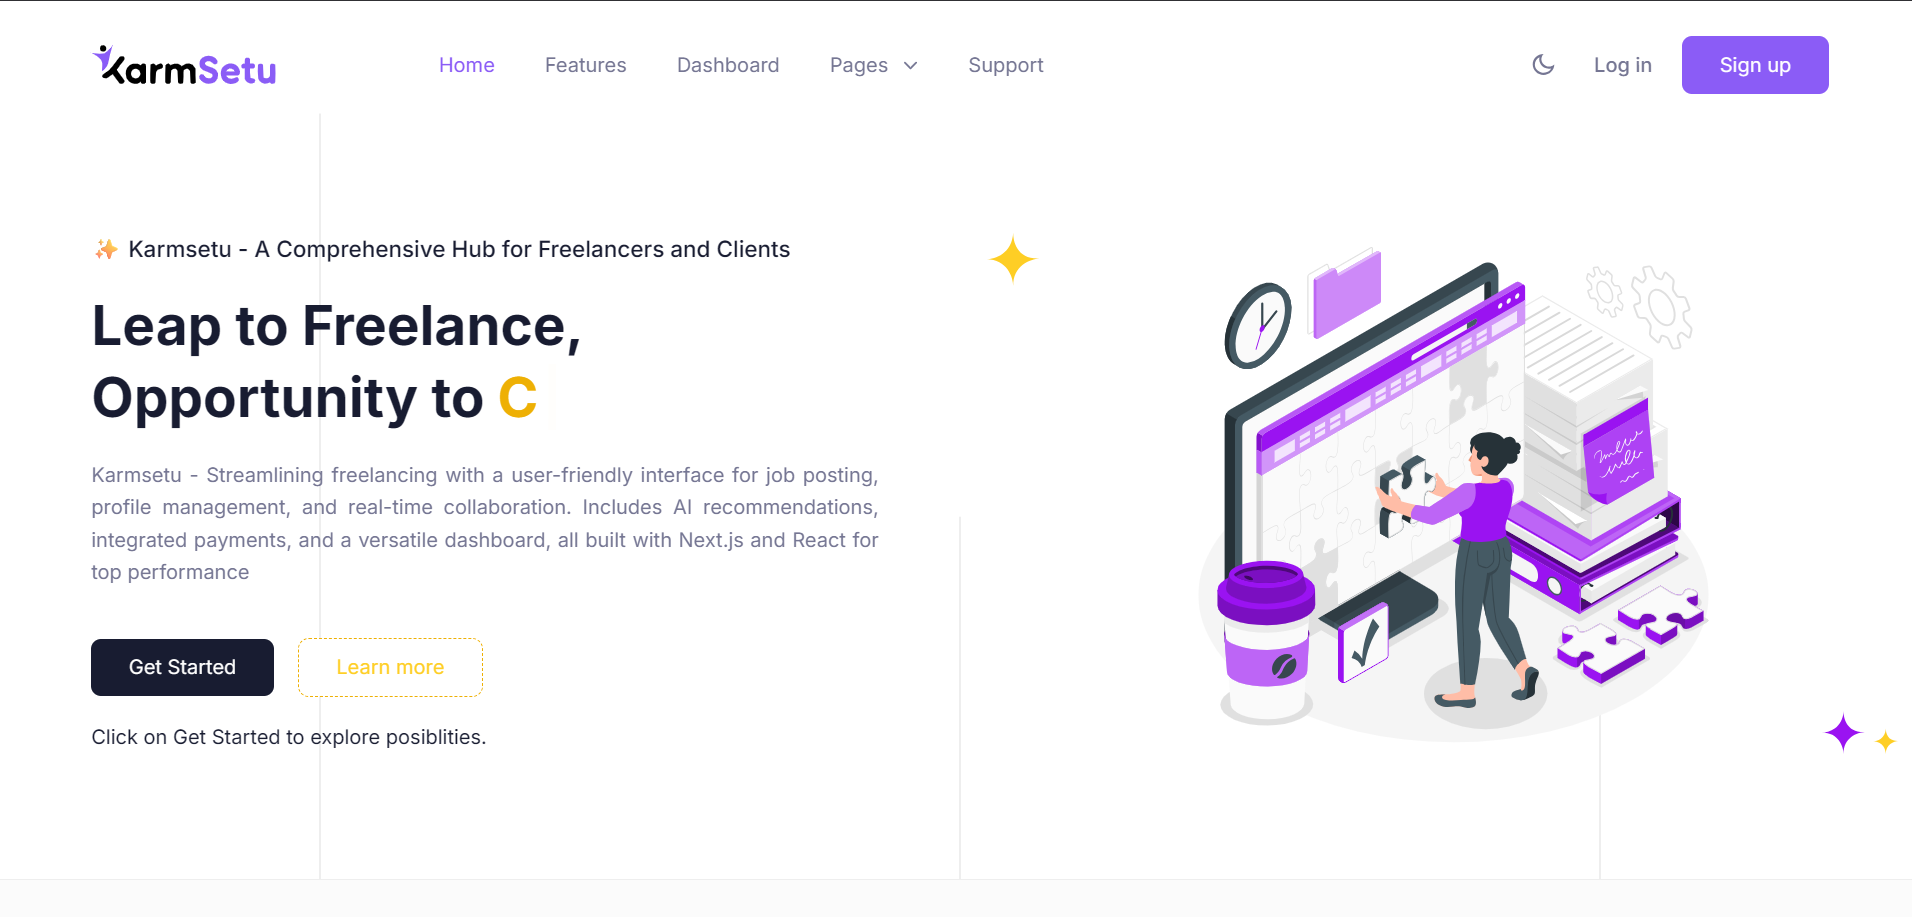 KarmSetu
Home Features Dashboard Pages Support
Log in Sign up
✨ Karmsetu - A Comprehensive Hub for Freelancers and Clients
Leap to Freelance,
Opportunity to C
Karmsetu - Streamlining freelancing with a user-friendly interface for job posting,
profile management, and real-time collaboration. Includes AI recommendations,
integrated payments, and a versatile dashboard, all built with Next.js and React for
top performance
Get Started Learn more
Click on Get Started to explore posiblities.